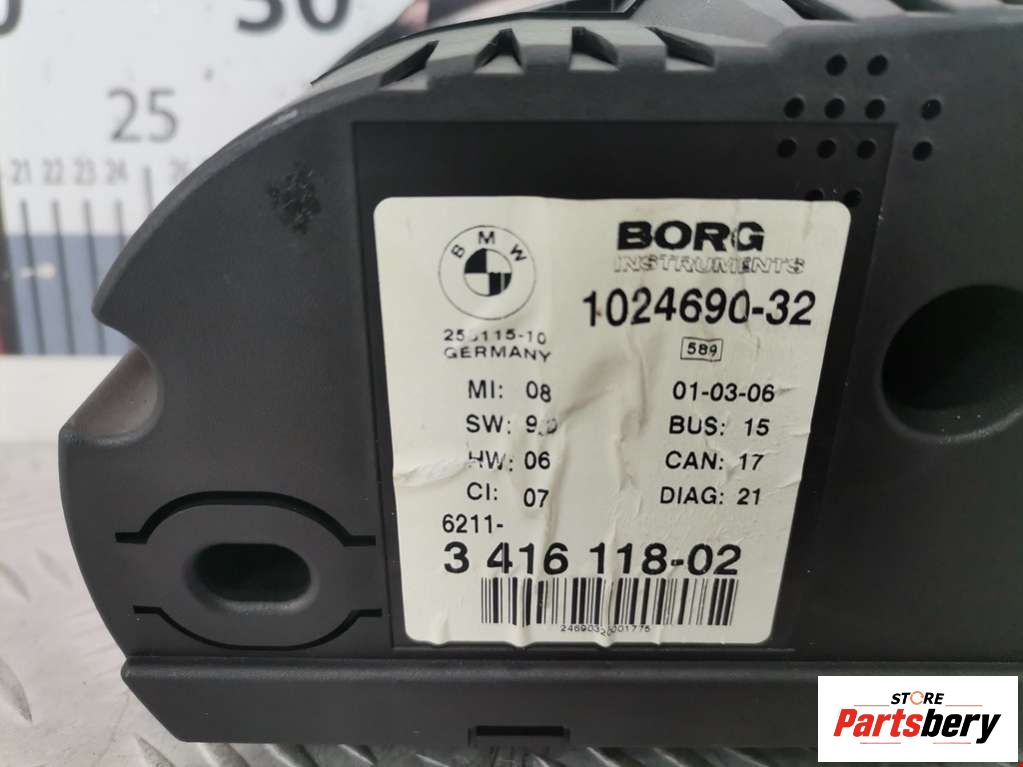 30
25
21 22 23 24
BMW
BORG
INSTRUMENTS
1024690-32
GERMANY
589
MI: 08
01-03-06
SW:
BUS: 15
HW: 06
CAN: 17
CI: 07
DIAG: 21
6211-
3 416 118-02
STORE
Partsbery